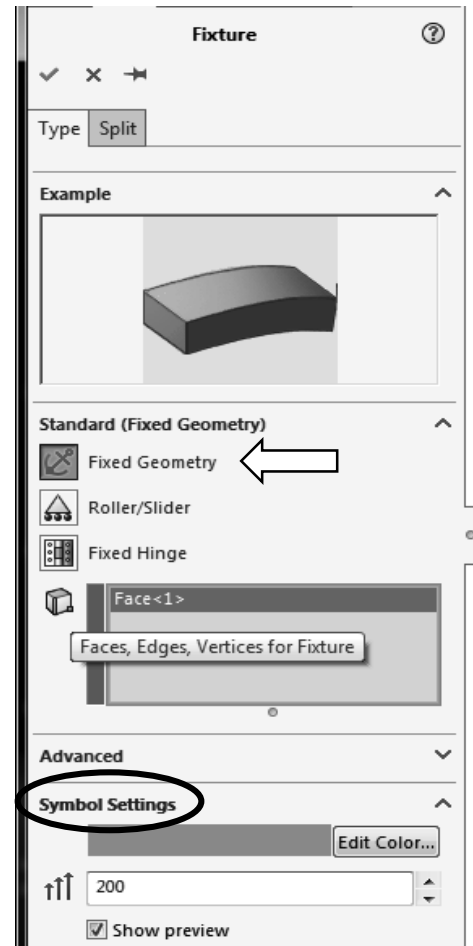 Fixture
Type Split
Example
Standard (Fixed Geometry)
Fixed Geometry
Roller/Slider
Fixed Hinge
Face<1>
Faces, Edges, Vertices for Fixture
Advanced
Symbol Settings
Edit Color...
200
Show preview